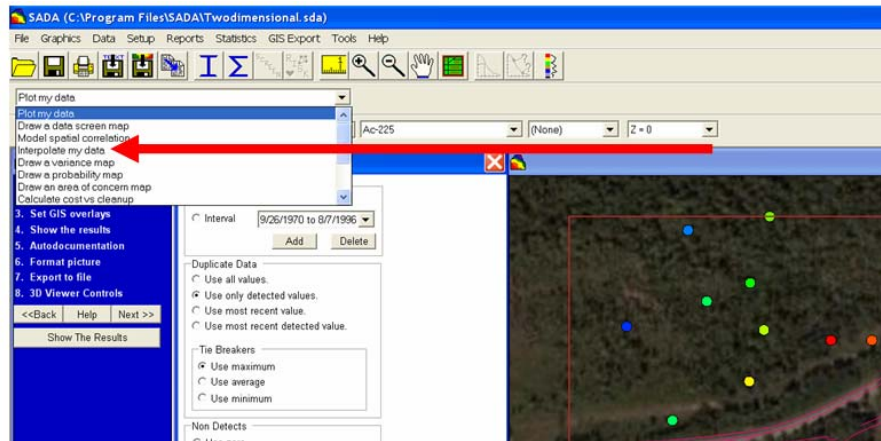 SADA (C:\Program Files\SADA\Twodimensional.sda)
File Graphics Data Setup Reports Statistics GIS Export Tools Help
TEXT
Plot my data
Plot my data
Draw a data screen map
Model spatial correlation
Interpolate my data
Draw a variance map
Draw a probability map
Draw an area of concern map
Calculate cost vs cleanup
Ac-225 (None) Z = 0
3. Set GIS overlays
4. Show the results
5. Autodocumentation
6. Format picture
7. Export to file
8. 3D Viewer Controls
<<Back Help Next >>
Show The Results
Interval 9/26/1970 to 8/7/1996
Add Delete
Duplicate Data
Use all values.
Use only detected values.
Use most recent value.
Use most recent detected value.
Tie Breakers
Use maximum
Use average
Use minimum
Non Detects